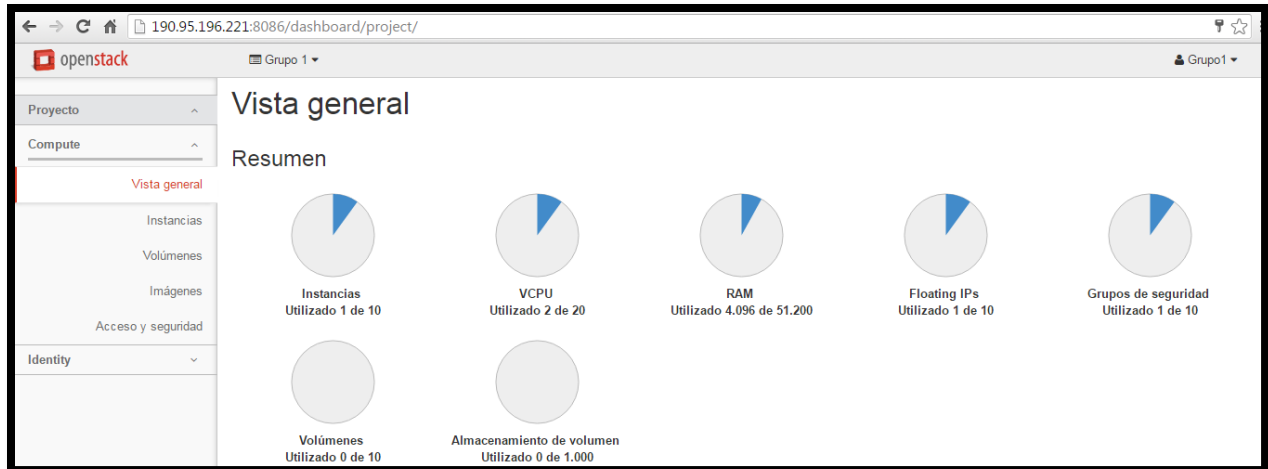 190.95.196.221:8086/dashboard/project/
openstack
Grupo 1
Grupo1
Proyecto
Compute
Vista general
Instancias
Volúmenes
Imágenes
Acceso y seguridad
Identity
Vista general
Resumen
Instancias
Utilizado 1 de 10
VCPU
Utilizado 2 de 20
RAM
Utilizado 4.096 de 51.200
Floating IPs
Utilizado 1 de 10
Grupos de seguridad
Utilizado 1 de 10
Volúmenes
Utilizado 0 de 10
Almacenamiento de volumen
Utilizado 0 de 1.000